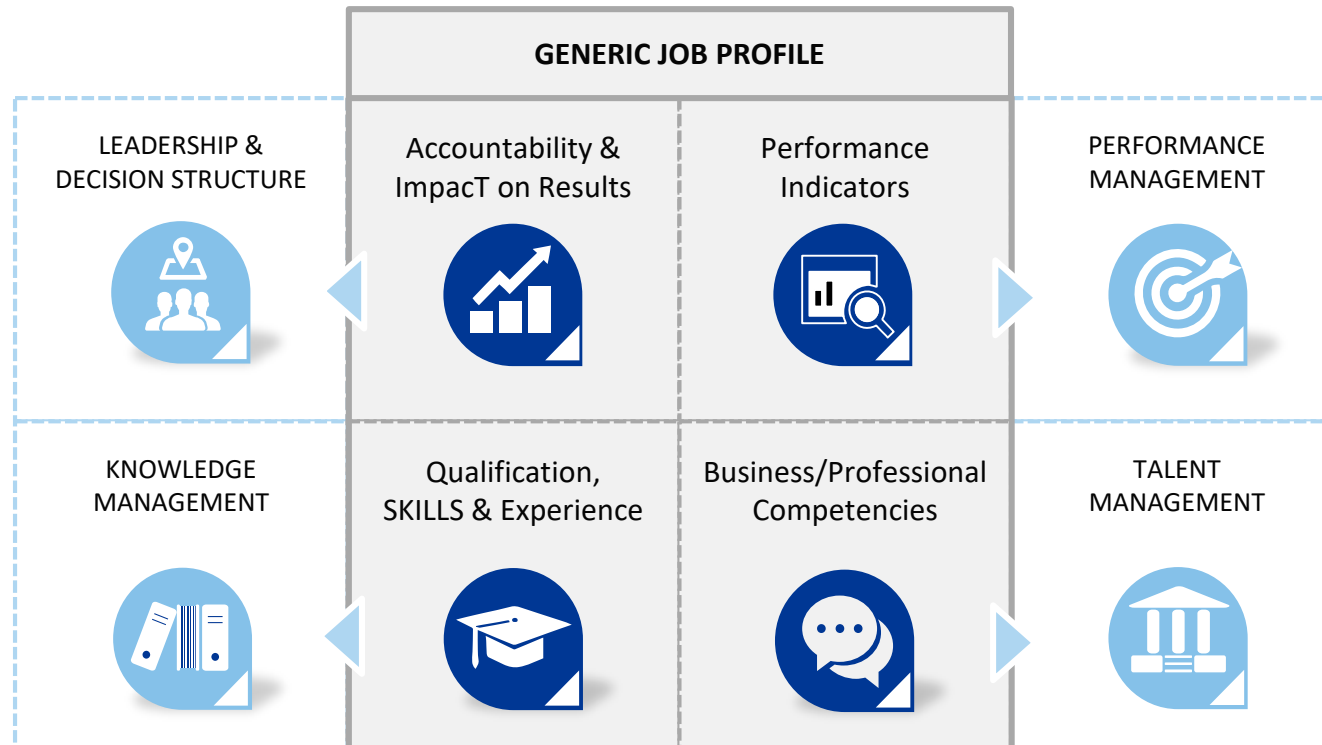 GENERIC JOB PROFILE
LEADERSHIP &
DECISION STRUCTURE
Accountability &
ImpacT on Results
Performance
Indicators
PERFORMANCE
MANAGEMENT
KNOWLEDGE
MANAGEMENT
Qualification,
SKILLS & Experience
Business/Professional
Competencies
TALENT
MANAGEMENT